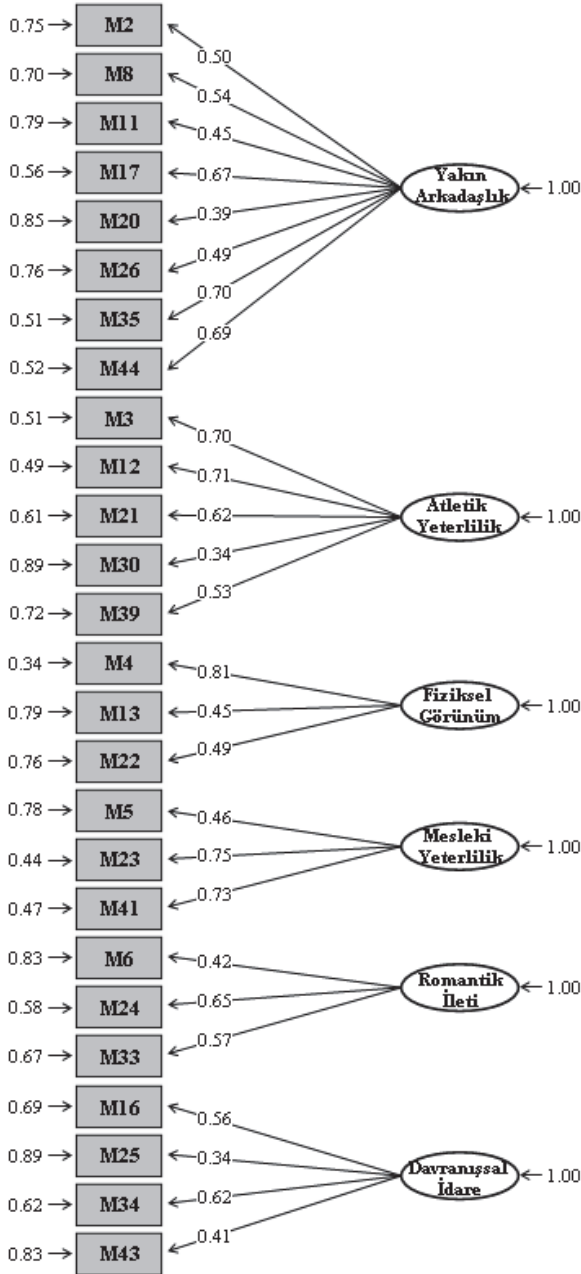 0.75 M2 0.50
0.70 M8 0.54
0.79 M11 0.45
0.56 M17 0.67
Yakın
Arkadaşlık 1.00
0.85 M20 0.39
0.76 M26 0.49
0.51 M35 0.70
0.52 M44 0.69
0.51 M3 0.70
0.49 M12 0.71
0.61 M21 0.62
Atletik
Yeterlilik 1.00
0.89 M30 0.34
0.72 M39 0.53
0.34 M4 0.81
0.79 M13 0.45
Fiziksel
Görünüm 1.00
0.76 M22 0.49
0.78 M5 0.46
0.44 M23 0.75
Mesleki
Yeterlilik 1.00
0.47 M41 0.73
0.83 M6 0.42
0.58 M24 0.65
Romantik
İleti 1.00
0.67 M33 0.57
0.69 M16 0.56
0.89 M25 0.34
Davranışsal
İdare 1.00
0.62 M34 0.62
0.83 M43 0.41